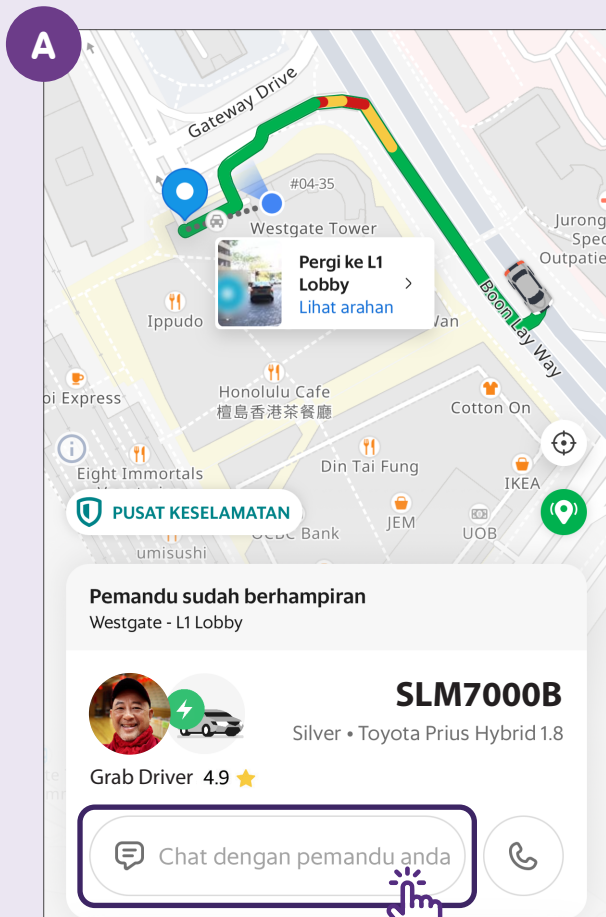 A
Gateway Drive
#04-35
Westgate Tower
Jurong
Spec
Outpatie
Pergi ke L1
Lobby
Lihat arahan
Boon Lay Way
Ippudo
Wan
oi Express
Honolulu Cafe
檀島香港茶餐廳
Cotton On
Eight Immortals
Din Tai Fung
IKEA
PUSAT KESELAMATAN
OCBC Bank
JEM
UOB
umisushi
Pemandu sudah berhampiran
Westgate - L1 Lobby
SLM7000B
Silver • Toyota Prius Hybrid 1.8
Grab Driver 4.9
Chat dengan pemandu anda